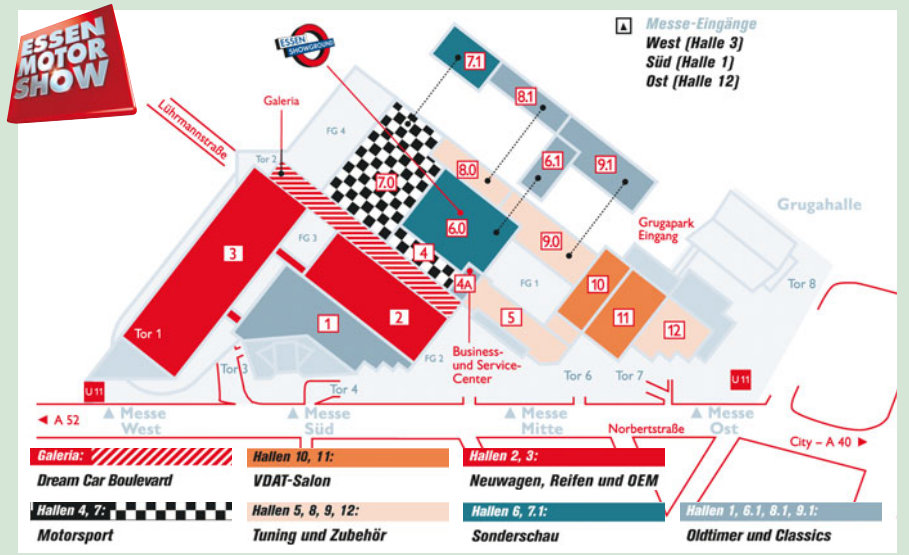 ESSEN
MOTOR
SHOW
ESSEN
SHOWGROUND
Messe-Eingänge
West (Halle 3)
Süd (Halle 1)
Ost (Halle 12)
Lührmannstraße
Galeria
FG 4
Tor 2
7.1
8.1
6.1
9.1
7.0
8.0
6.0
9.0
3
FG 3
4
4A
FG 1
Grugapark
Eingang
Grugahalle
Tor 8
10
11
12
1
2
5
Tor 1
Tor 3
Tor 4
FG 2
Business-
und Service-
Center
Tor 6
Tor 7
U 11
U 11
A 52
Messe
West
Messe
Süd
Messe
Mitte
Messe
Ost
Norbertstraße
City – A 40
Galeria:
Dream Car Boulevard
Hallen 10, 11:
VDAT-Salon
Hallen 2, 3:
Neuwagen, Reifen und OEM
Hallen 4, 7:
Motorsport
Hallen 5, 8, 9, 12:
Tuning und Zubehör
Hallen 6, 7.1:
Sonderschau
Hallen 1, 6.1, 8.1, 9.1:
Oldtimer und Classics